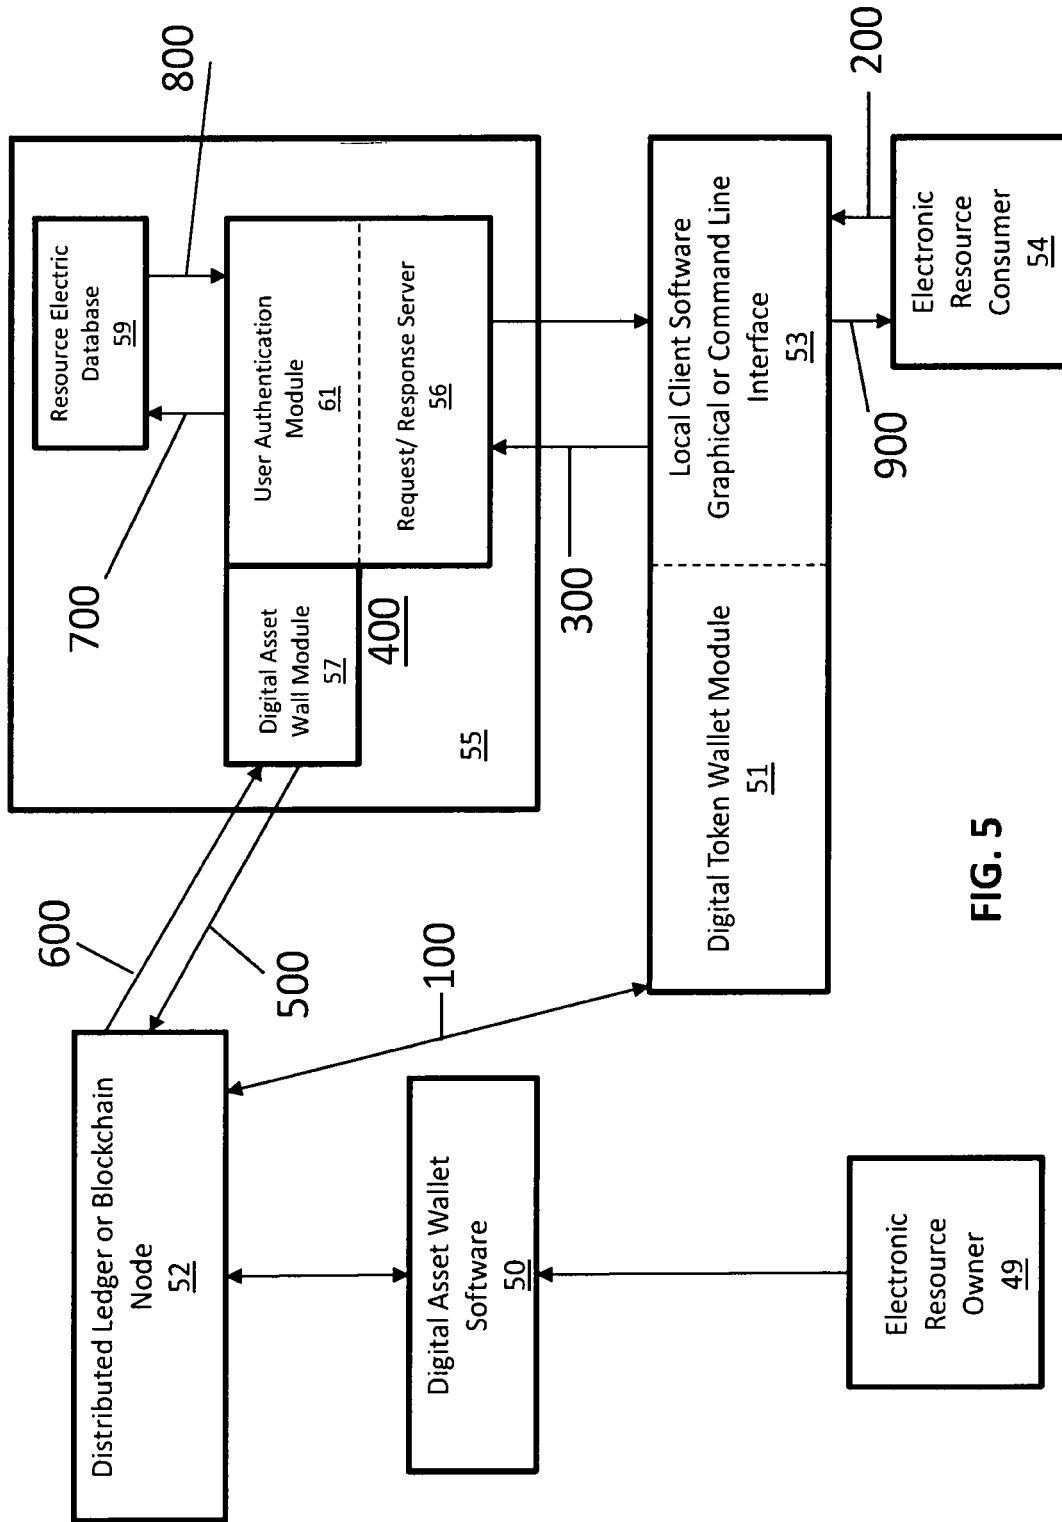 Distributed Ledger or Blockchain
Node
52
600
500
Resource Electric
Database
59
800
700
User Authentication
Module
61
Request/ Response Server
56
Digital Asset
Wall Module
57
400
55
100
300
Digital Asset Wallet
Software
50
Digital Token Wallet Module
51
Local Client Software
Graphical or Command Line
Interface
53
200
900
Electronic
Resource
Owner
49
Electronic
Resource
Consumer
54
FIG. 5